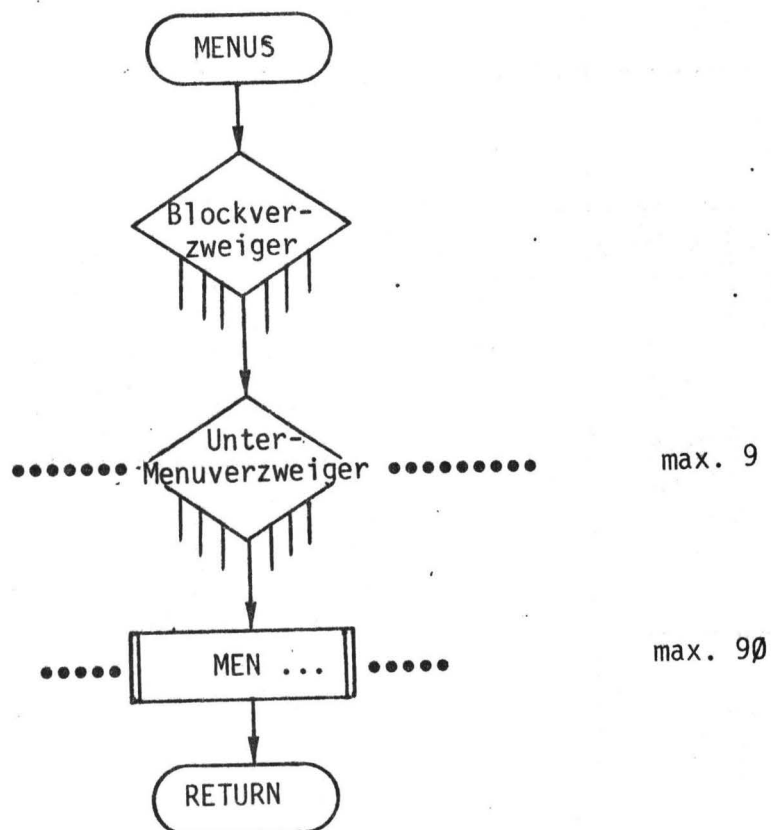 MENUS
Blockver-
zweiger
Unter-
Menuverzweiger
max. 9
MEN ...
max. 9Ø
RETURN